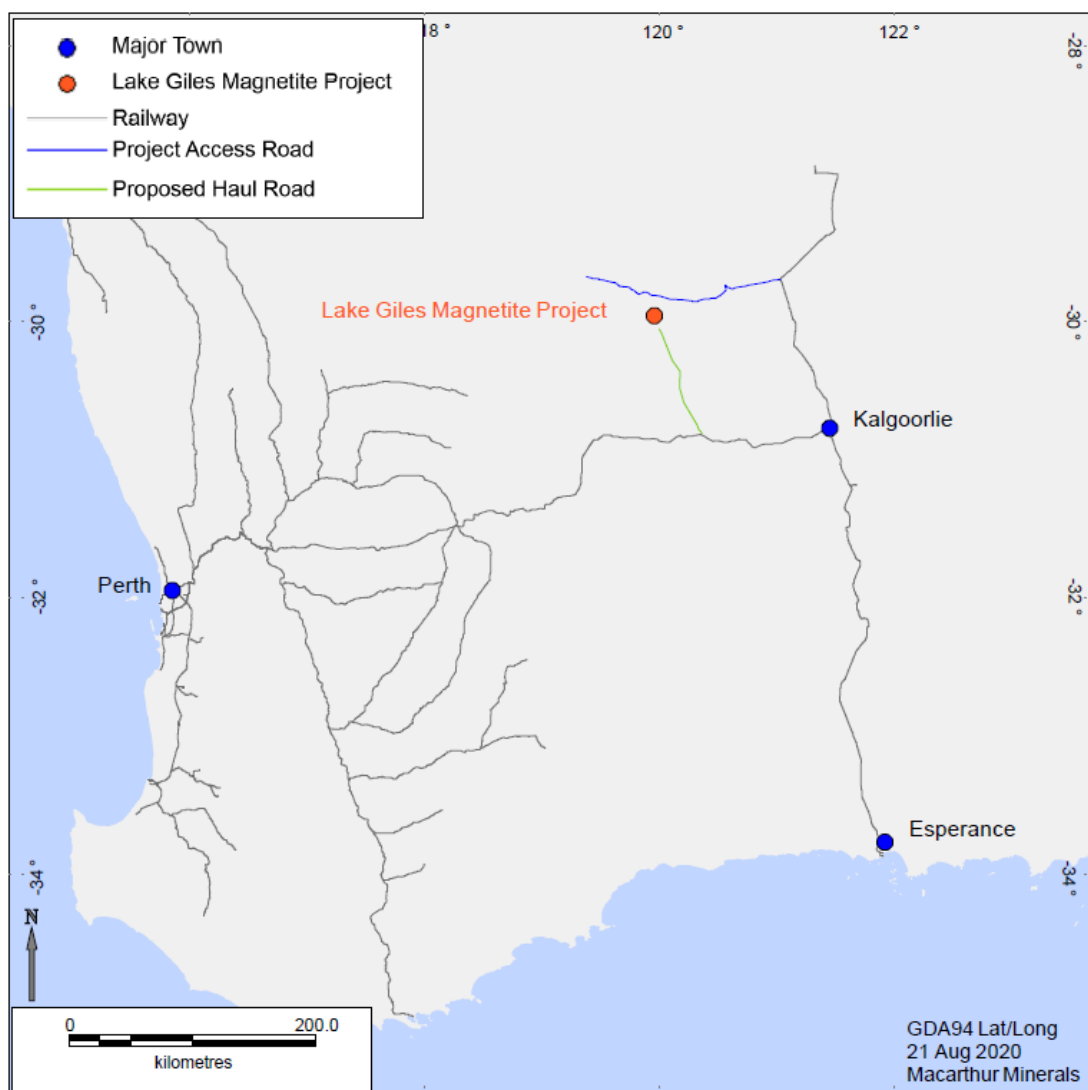 Major Town
Lake Giles Magnetite Project
Railway
Project Access Road
Proposed Haul Road
120 °
122 °
-28 °
Lake Giles Magnetite Project
-30 °
-30 °
Kalgoorlie
Perth
-32 °
-32 °
Esperance
-34 °
-34 °
N
0
200.0
kilometres
GDA94 Lat/Long
21 Aug 2020
Macarthur Minerals